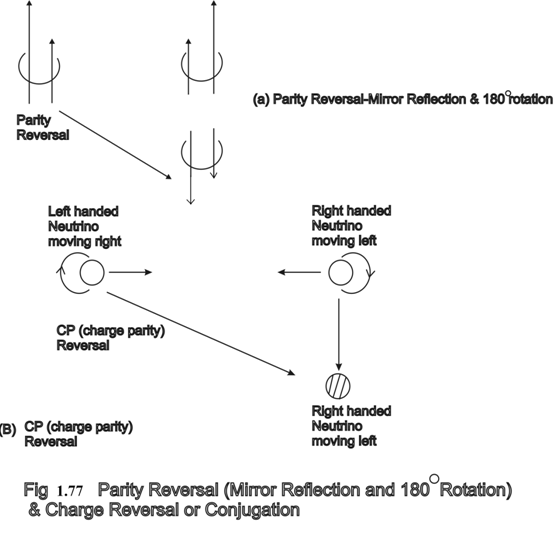 (a) Parity Reversal-Mirror Reflection & 180° rotation
Parity
Reversal
Left handed
Neutrino
moving right
Right handed
Neutrino
moving left
CP (charge parity)
Reversal
Right handed
Neutrino
moving left
(B) CP (charge parity)
Reversal
Fig 1.77 Parity Reversal (Mirror Reflection and 180° Rotation)
& Charge Reversal or Conjugation